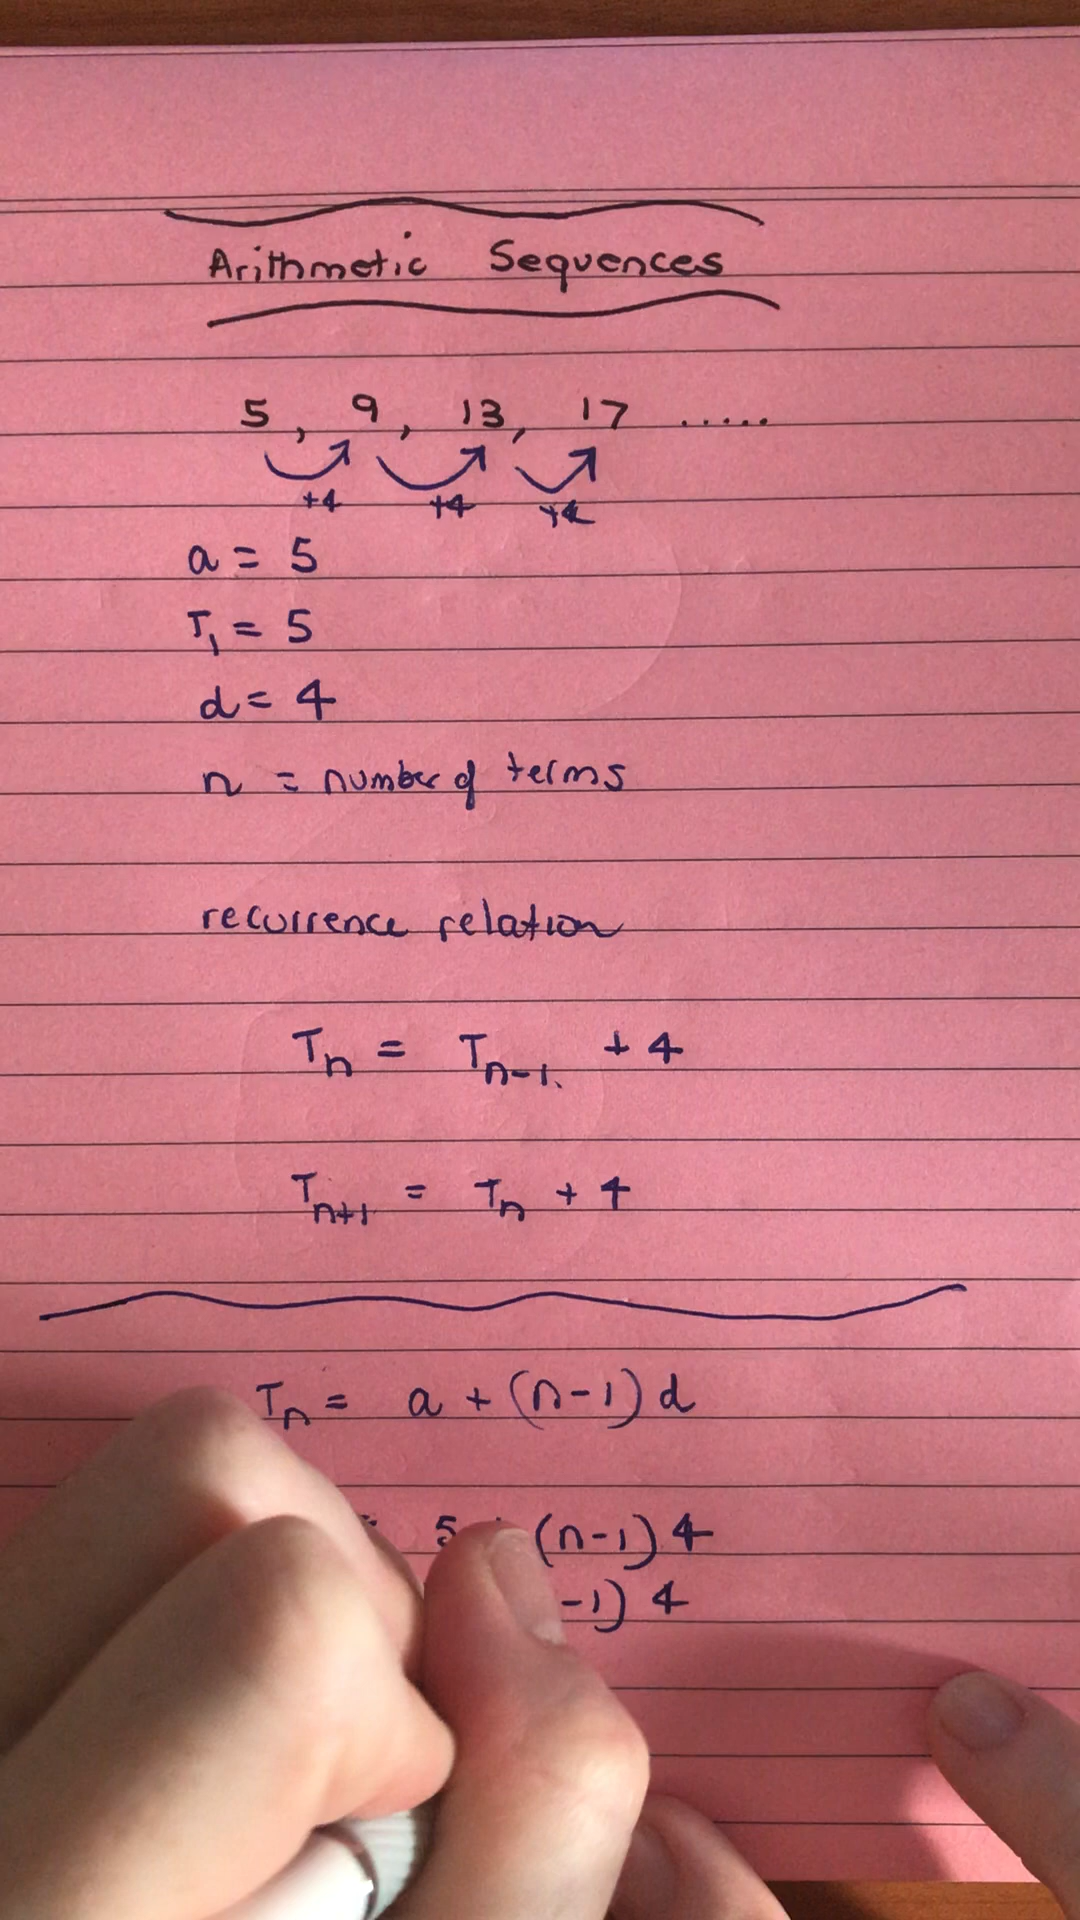 Arithmetic Sequences
5, 9, 13, 17 .....
+4 +4 +4
a = 5
T₁ = 5
d = 4
n = number of terms
recurrence relation
Tₙ = Tₙ₋₁ + 4
Tₙ₊₁ = Tₙ + 4
Tₙ = a + (n-1) d
5 (n-1) 4
-1) 4